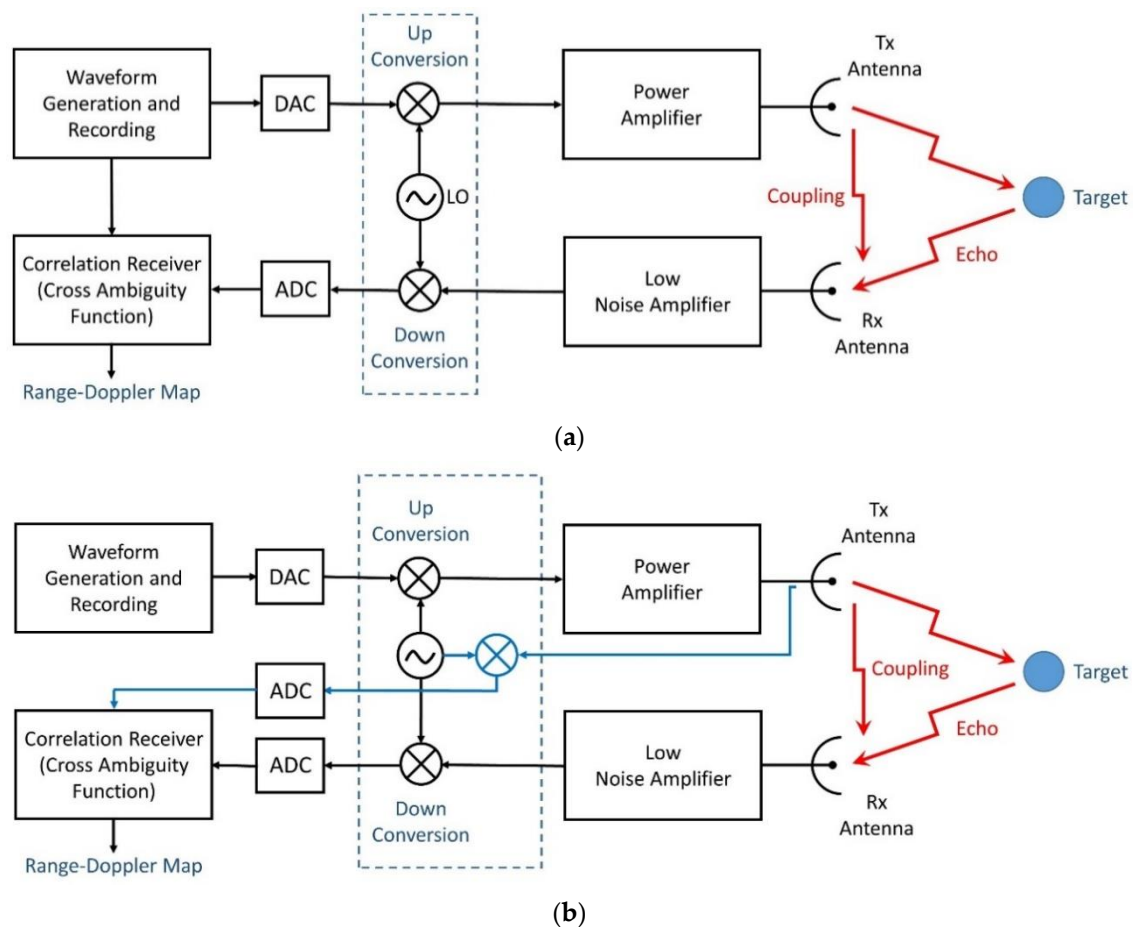 Up
Conversion
Tx
Antenna
Waveform
Generation and
Recording
DAC
Power
Amplifier
LO
Coupling
Target
Correlation Receiver
(Cross Ambiguity
Function)
ADC
Low
Noise Amplifier
Echo
Down
Conversion
Rx
Antenna
Range-Doppler Map
(a)
Up
Conversion
Tx
Antenna
Waveform
Generation and
Recording
DAC
Power
Amplifier
ADC
Coupling
Target
Correlation Receiver
(Cross Ambiguity
Function)
ADC
Low
Noise Amplifier
Echo
Down
Conversion
Rx
Antenna
Range-Doppler Map
(b)